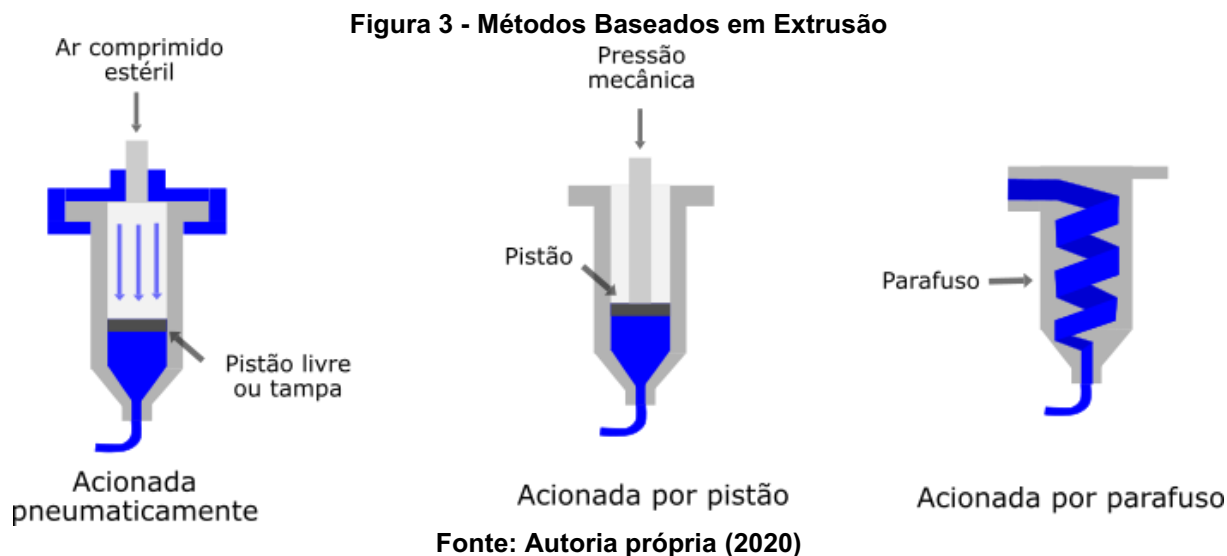 Figura 3 - Métodos Baseados em Extrusão
Ar comprimido
estéril
Pistão livre
ou tampa
Acionada
pneumaticamente
Pressão
mecânica
Pistão
Acionada por pistão
Parafuso
Acionada por parafuso
Fonte: Autoria própria (2020)